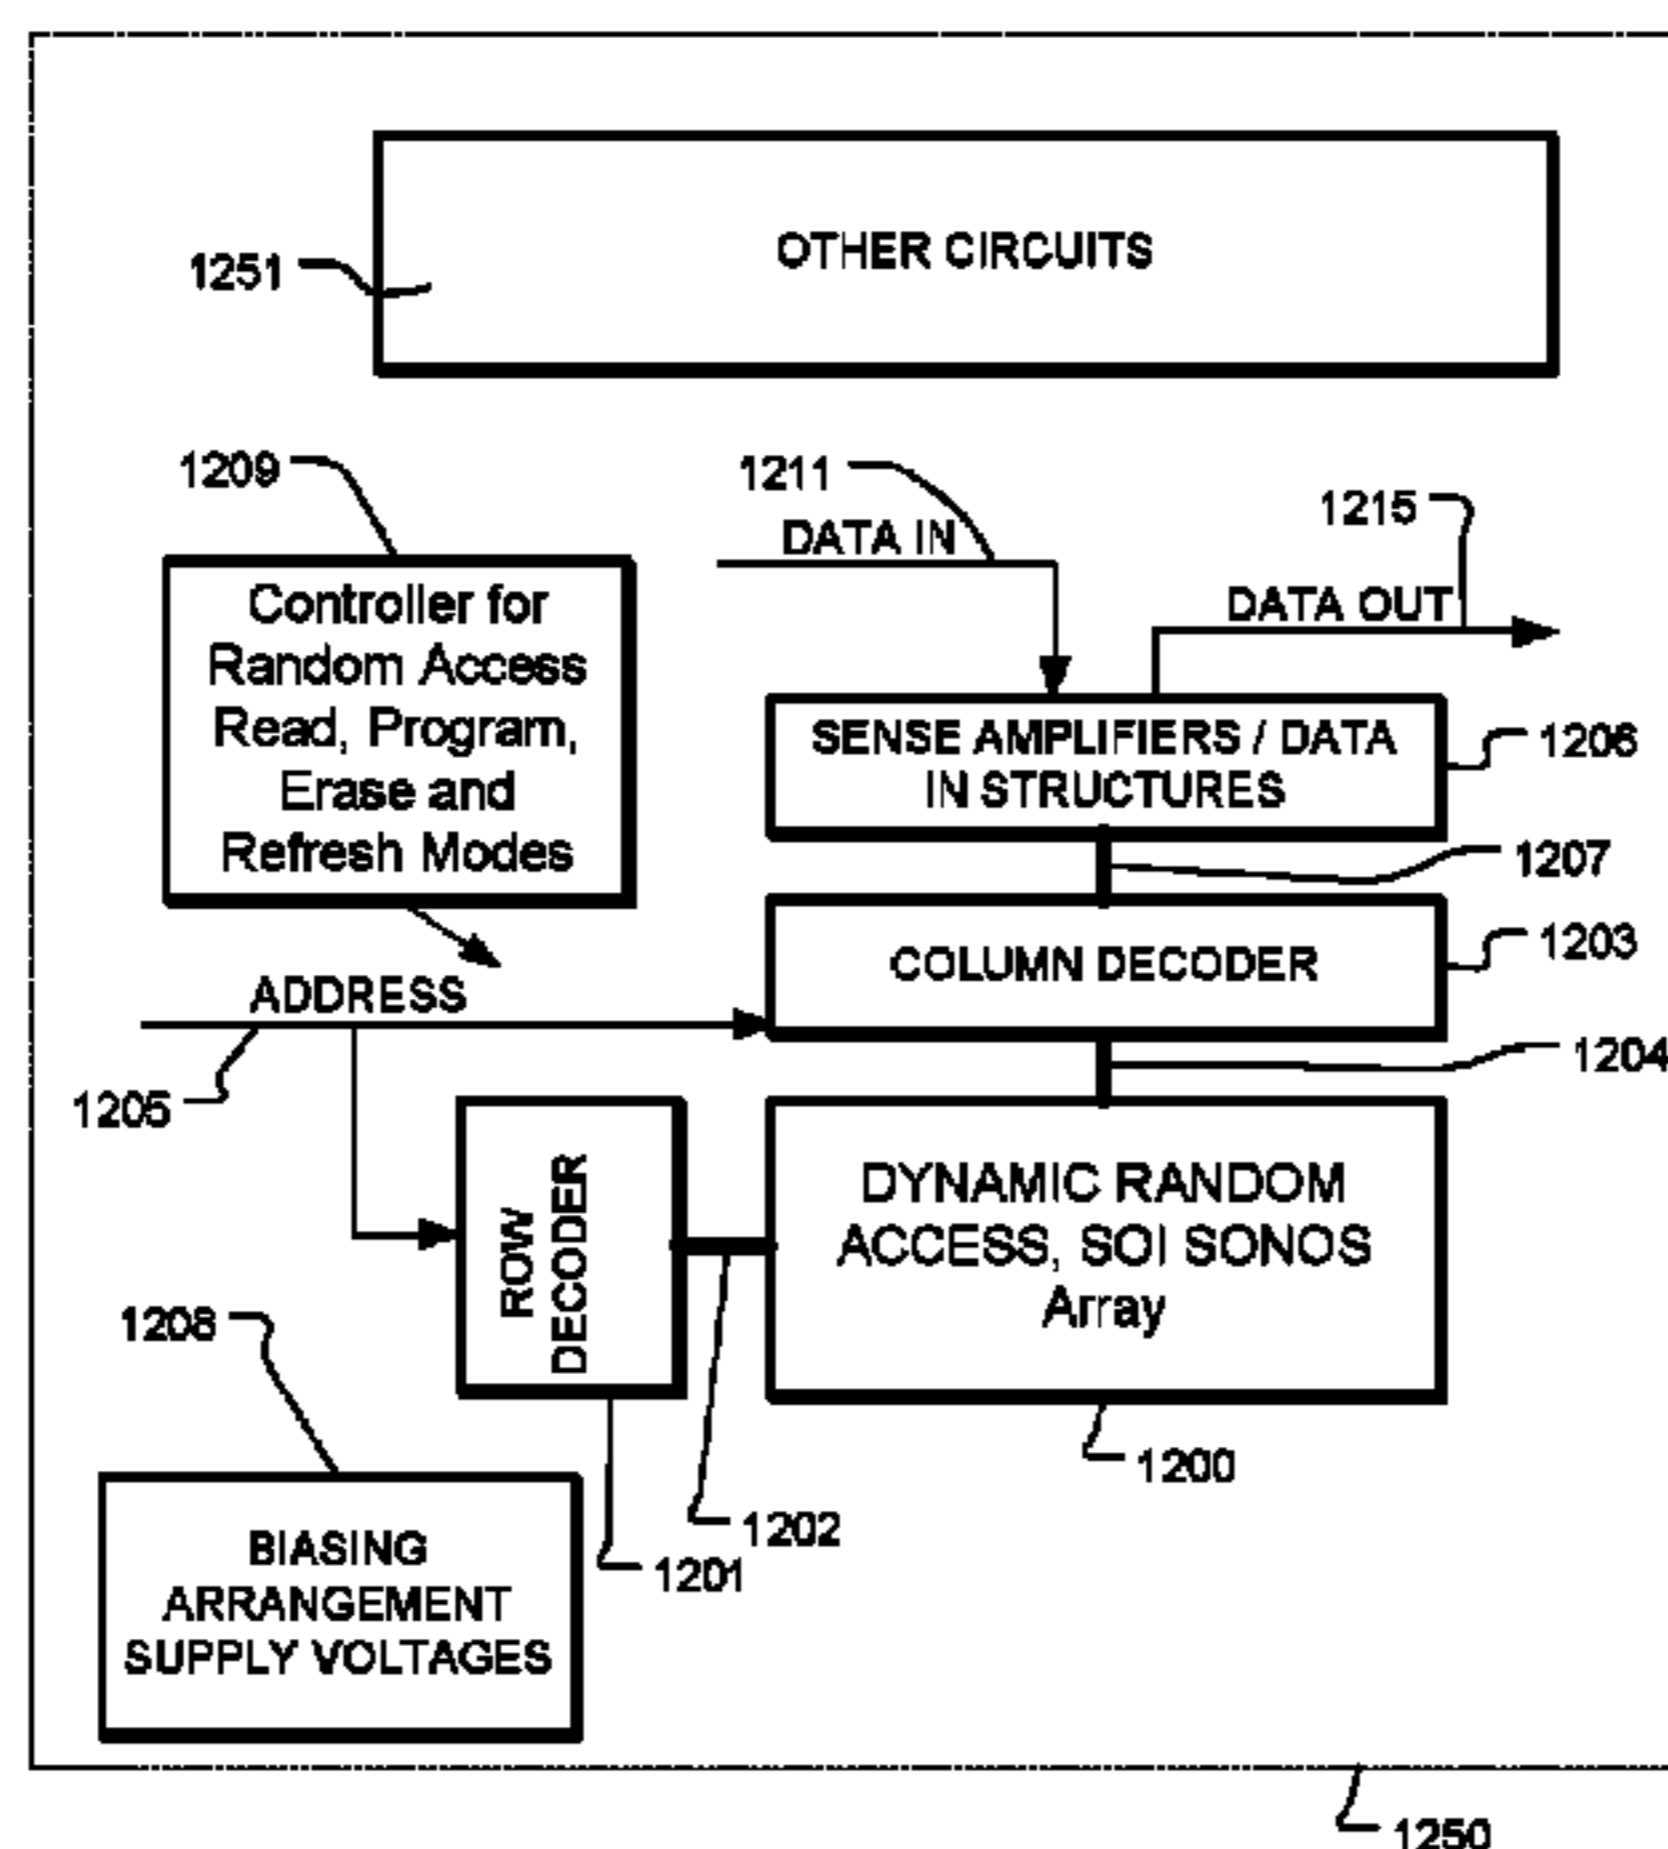 OTHER CIRCUITS
1251
1209
1211
DATA IN
1215
DATA OUT
Controller for
Random Access
Read, Program,
Erase and
Refresh Modes
SENSE AMPLIFIERS / DATA
IN STRUCTURES
1206
1207
COLUMN DECODER
1203
ADDRESS
1204
1205
ROW
DECODER
DYNAMIC RANDOM
ACCESS, SOI SONOS
Array
1208
1200
1202
1201
BIASING
ARRANGEMENT
SUPPLY VOLTAGES
1250